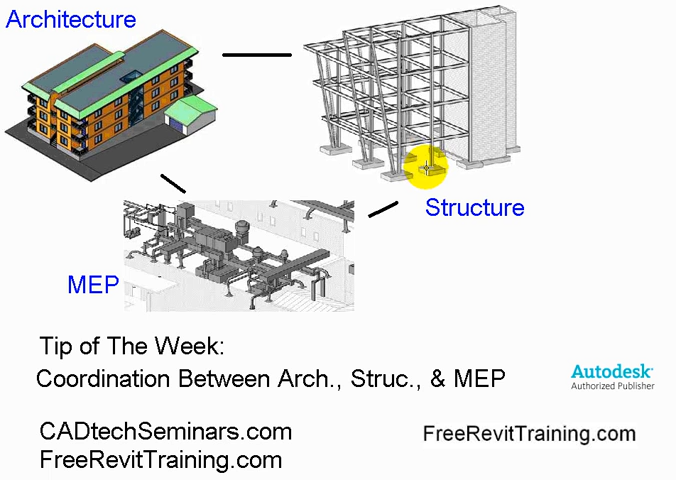 Architecture
Structure
MEP
Tip of The Week:
Coordination Between Arch., Struc., & MEP
Autodesk
Authorized Publisher
CADtechSeminars.com
FreeRevitTraining.com
FreeRevitTraining.com